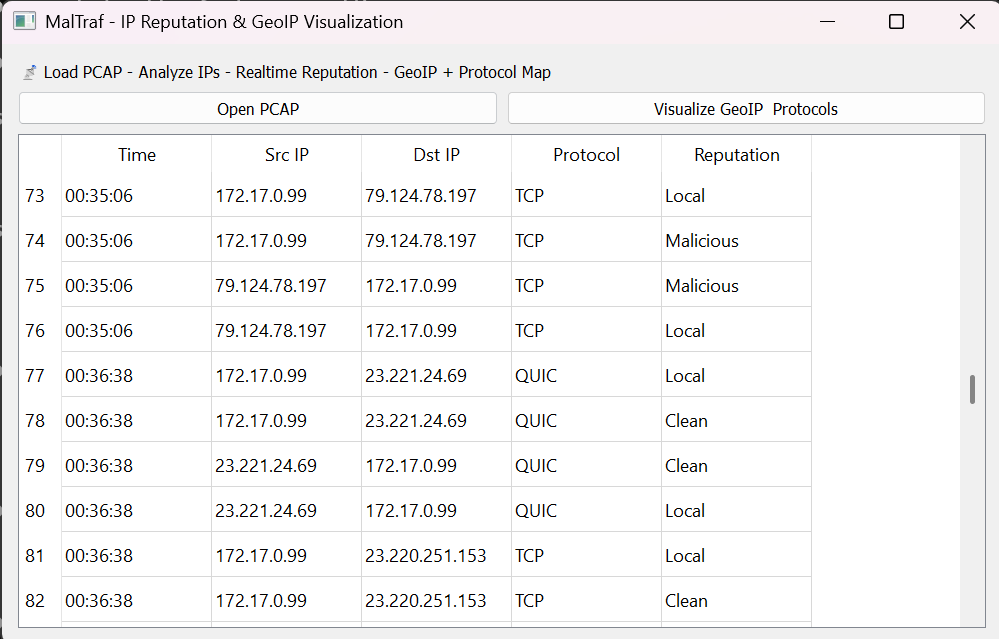 MalTraf - IP Reputation & GeoIP Visualization
Load PCAP - Analyze IPs - Realtime Reputation - GeoIP + Protocol Map
Open PCAP Visualize GeoIP Protocols
Time Src IP Dst IP Protocol Reputation
73 00:35:06 172.17.0.99 79.124.78.197 TCP Local
74 00:35:06 172.17.0.99 79.124.78.197 TCP Malicious
75 00:35:06 79.124.78.197 172.17.0.99 TCP Malicious
76 00:35:06 79.124.78.197 172.17.0.99 TCP Local
77 00:36:38 172.17.0.99 23.221.24.69 QUIC Local
78 00:36:38 172.17.0.99 23.221.24.69 QUIC Clean
79 00:36:38 23.221.24.69 172.17.0.99 QUIC Clean
80 00:36:38 23.221.24.69 172.17.0.99 QUIC Local
81 00:36:38 172.17.0.99 23.220.251.153 TCP Local
82 00:36:38 172.17.0.99 23.220.251.153 TCP Clean